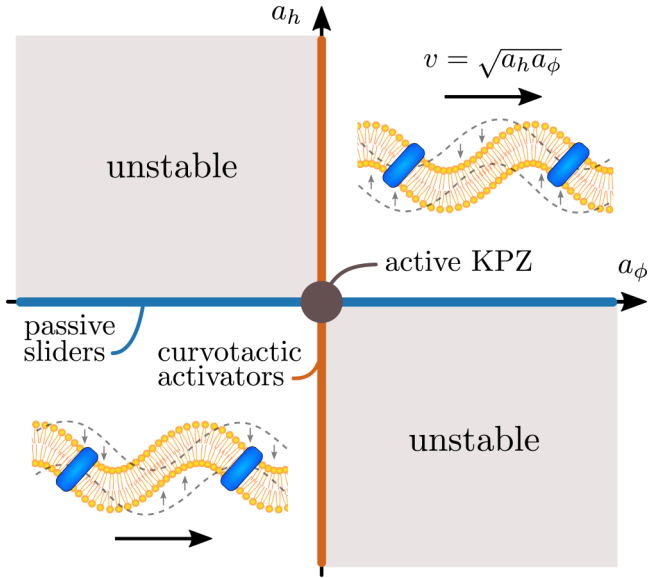 a_h
v = √a_h a_ϕ
unstable
active KPZ
a_ϕ
passive
sliders
curvotactic
activators
unstable